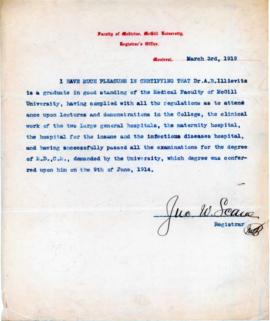 Faculty of Medicine, McGill University,
Registrar's Office.
Montreal. March 3rd, 1919
I HAVE MUCH PLEASURE IN CERTIFYING THAT Dr.A.B.Illievitz
is a graduate in good standing of the Medical Faculty of McGill
University, having complied with all the regulations as to attend
ance upon lectures and demonstrations in the College, the clinical
work of the two large general hospitals, the maternity hospital,
the hospital for the insane and the infectious diseases hospital,
and having successfully passed all the examinations for the degree
of M.D.,C.M., demanded by the University, which degree was confer-
red upon him on the 9th of June, 1914.
Jno. W. Scane
Registrar